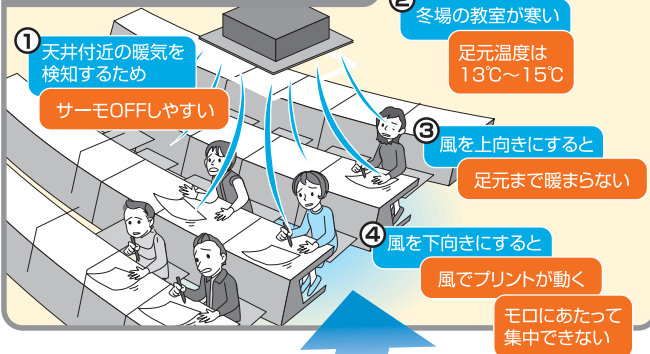 ①
天井付近の暖気を
検知するため
サーモOFFしやすい
②
冬場の教室が寒い
足元温度は
13℃～15℃
③
風を上向きにすると
足元まで暖まらない
④
風を下向きにすると
風でプリントが動く
モロにあたって
集中できない